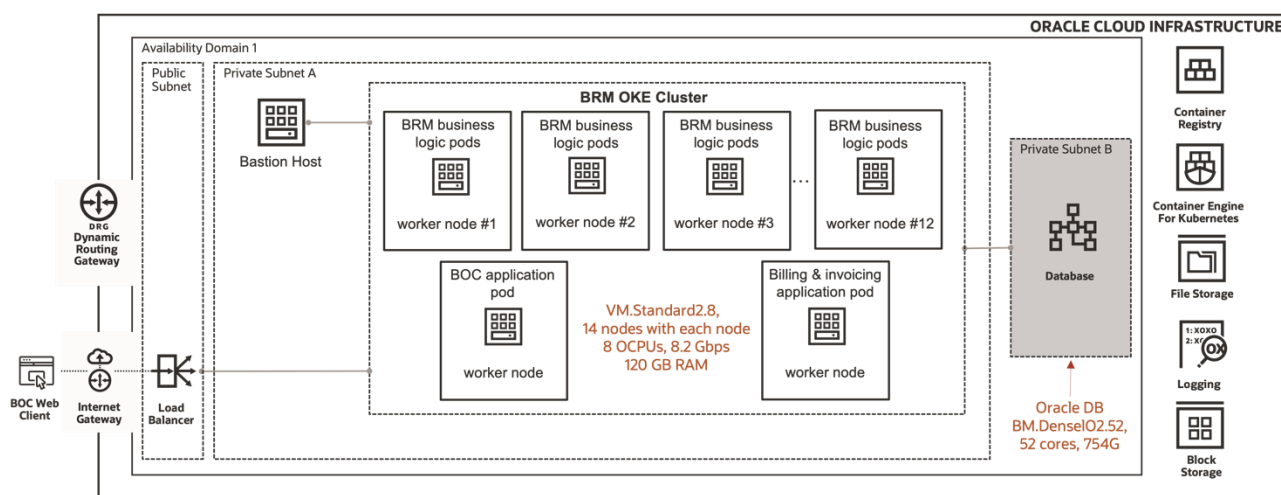 ORACLE CLOUD INFRASTRUCTURE
Availability Domain 1
Public
Subnet
Private Subnet A
Bastion Host
BRM OKE Cluster
BRM business
logic pods
worker node #1
BRM business
logic pods
worker node #2
BRM business
logic pods
worker node #3
...
BRM business
logic pods
worker node #12
BOC application
pod
worker node
VM.Standard2.8,
14 nodes with each node
8 OCPUs, 8.2 Gbps
120 GB RAM
Billing & invoicing
application pod
worker node
Private Subnet B
Database
Oracle DB
BM.DenseIO2.52,
52 cores, 754G
DRG
Dynamic
Routing
Gateway
BOC Web
Client
Internet
Gateway
Load
Balancer
Container
Registry
Container Engine
For Kubernetes
File Storage
1: XOXO
2: XO
OX
Logging
Block
Storage